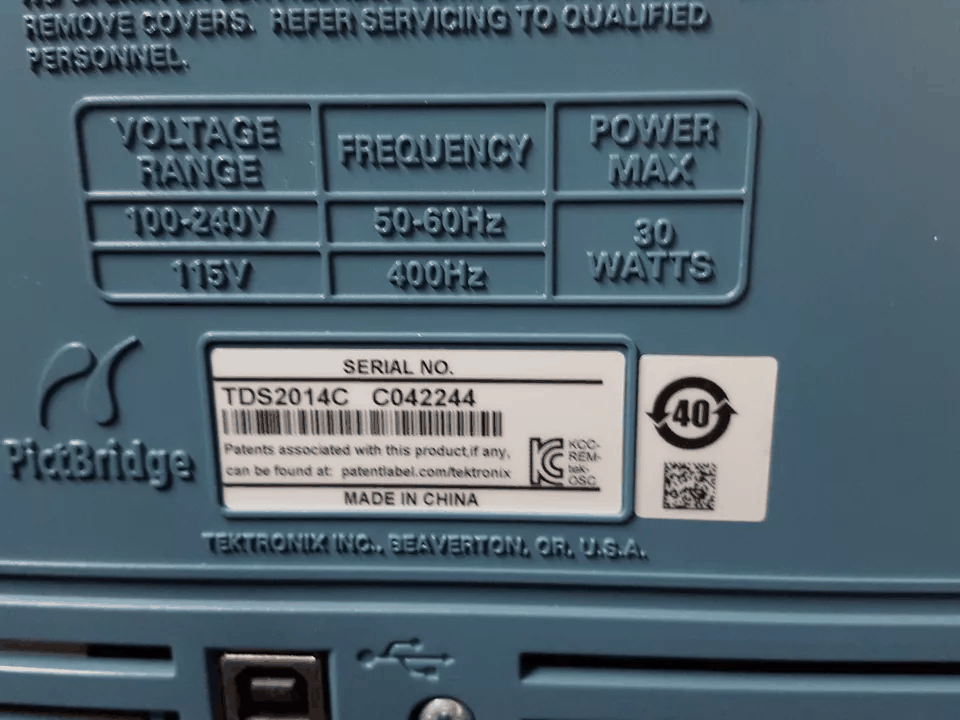 REMOVE COVERS. REFER SERVICING TO QUALIFIED
PERSONNEL.
VOLTAGE RANGE
FREQUENCY
POWER MAX
100-240V
50-60Hz
30 WATTS
115V
400Hz
PictBridge
SERIAL NO.
TDS2014C C042244
Patents associated with this product,if any,
can be found at: patentlabel.com/tektronix
KCC-
REM-
tek-
OSC
MADE IN CHINA
40
TEKTRONIX INC., BEAVERTON, OR, U.S.A.